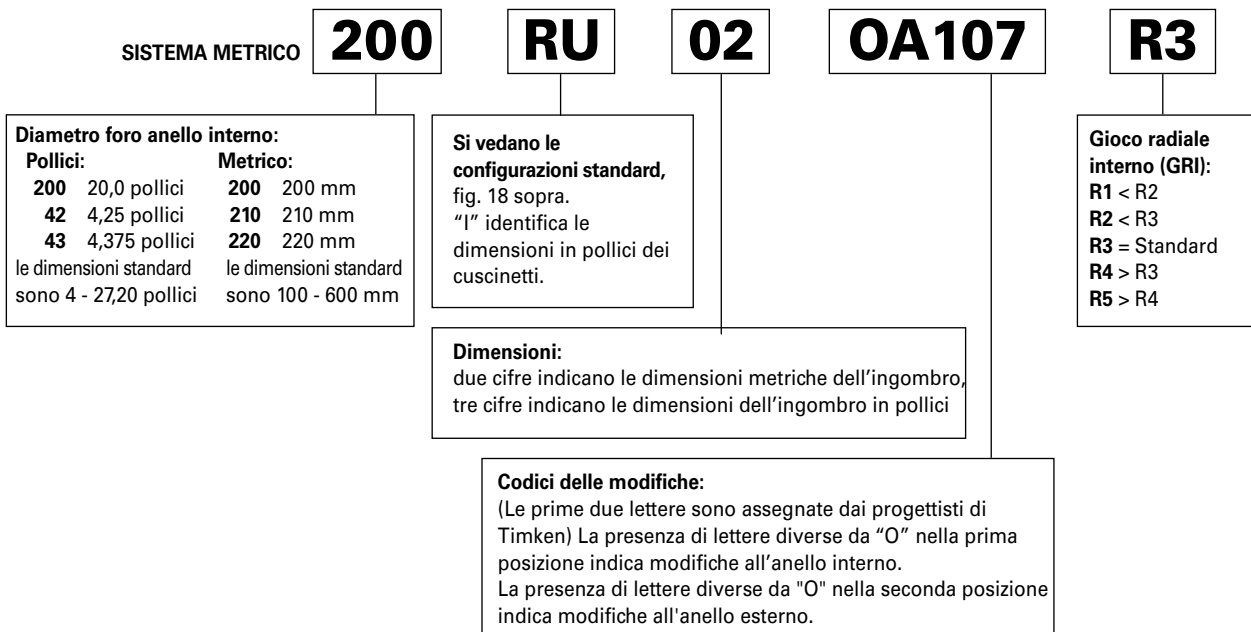 SISTEMA METRICO 200 RU 02 OA107 R3
Diametro foro anello interno:
Pollici: Metrico:
200 20,0 pollici 200 200 mm
42 4,25 pollici 210 210 mm
43 4,375 pollici 220 220 mm
le dimensioni standard le dimensioni standard
sono 4 - 27,20 pollici sono 100 - 600 mm
Si vedano le
configurazioni standard,
fig. 18 sopra.
“I” identifica le
dimensioni in pollici dei
cuscinetti.
Gioco radiale
interno (GRI):
R1 < R2
R2 < R3
R3 = Standard
R4 > R3
R5 > R4
Dimensioni:
due cifre indicano le dimensioni metriche dell’ingombro,
tre cifre indicano le dimensioni dell’ingombro in pollici
Codici delle modifiche:
(Le prime due lettere sono assegnate dai progettisti di
Timken) La presenza di lettere diverse da “O” nella prima
posizione indica modifiche all’anello interno.
La presenza di lettere diverse da "O" nella seconda posizione
indica modifiche all'anello esterno.